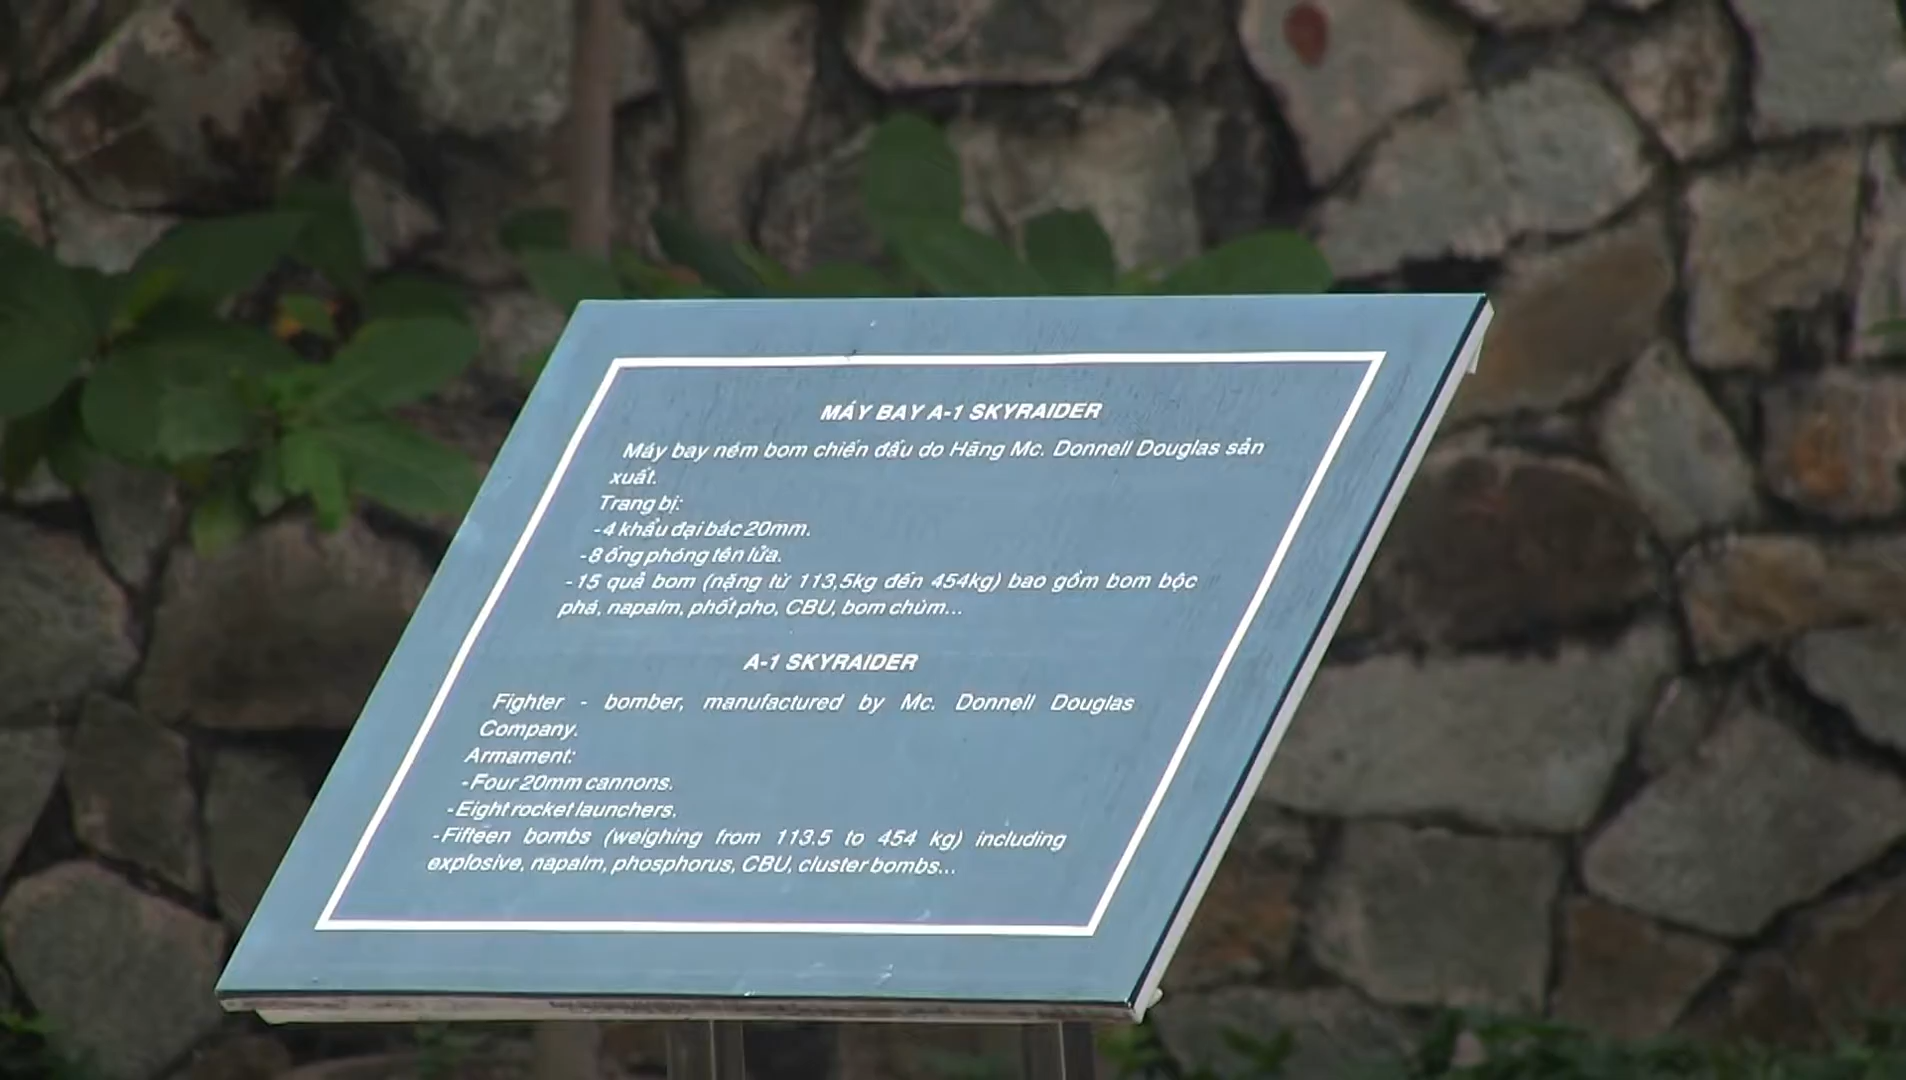 MÁY BAY A-1 SKYRAIDER
Máy bay ném bom chiến đấu do Hãng Mc. Donnell Douglas sản
xuất.
Trang bị:
- 4 khẩu đại bác 20mm.
- 8 ống phóng tên lửa.
- 15 quả bom (nặng từ 113,5kg đến 454kg) bao gồm bom bộc
phá, napalm, phốt pho, CBU, bom chùm...
A-1 SKYRAIDER
Fighter - bomber, manufactured by Mc. Donnell Douglas
Company.
Armament:
- Four 20mm cannons.
- Eight rocket launchers.
- Fifteen bombs (weighing from 113.5 to 454 kg) including
explosive, napalm, phosphorus, CBU, cluster bombs...